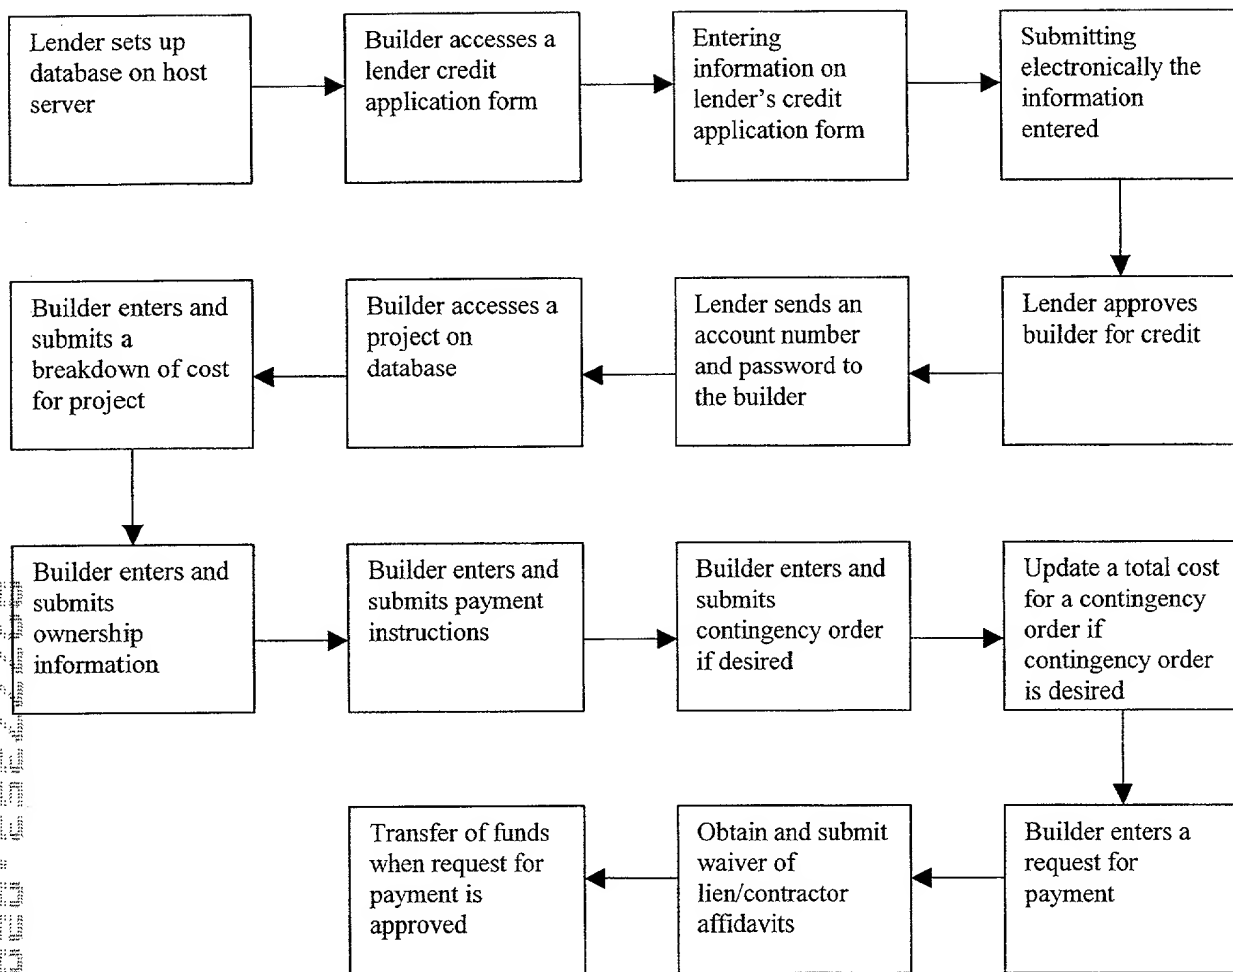 Lender sets up
database on host
server
Builder accesses a
lender credit
application form
Entering
information on
lender's credit
application form
Submitting
electronically the
information
entered
Lender approves
builder for credit
Lender sends an
account number
and password to
the builder
Builder accesses a
project on
database
Builder enters and
submits a
breakdown of cost
for project
Builder enters and
submits
ownership
information
Builder enters and
submits payment
instructions
Builder enters and
submits
contingency order
if desired
Update a total cost
for a contingency
order if
contingency order
is desired
Builder enters a
request for
payment
Obtain and submit
waiver of
lien/contractor
affidavits
Transfer of funds
when request for
payment is
approved